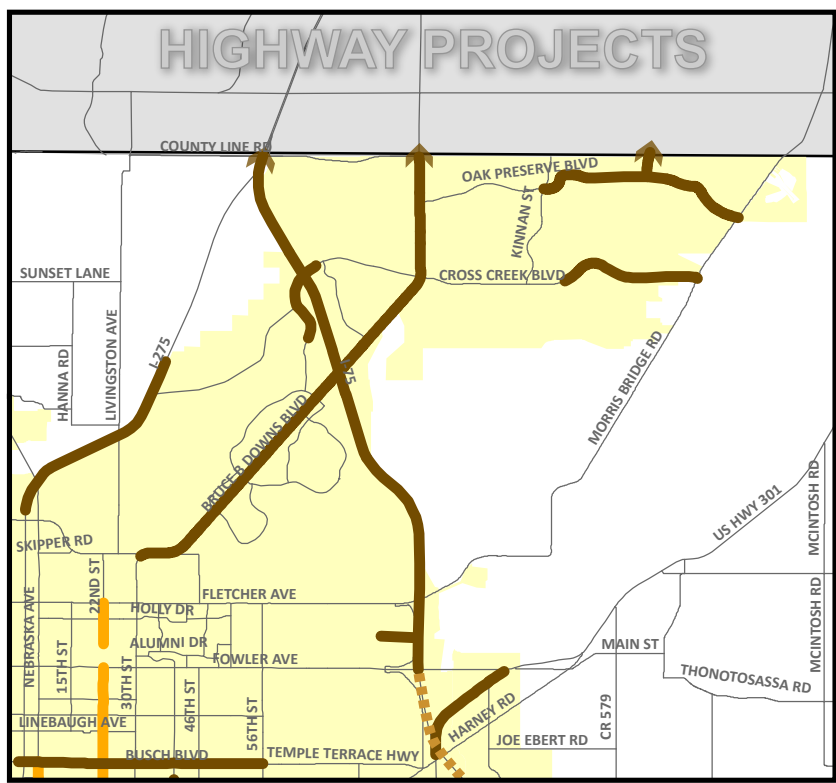 HIGHWAY PROJECTS
COUNTY LINE RD
OAK PRESERVE BLVD
KINNAN ST
SUNSET LANE
CROSS CREEK BLVD
HANNA RD
LIVINGSTON AVE
I-275
I-75
MORRIS BRIDGE RD
BRUCE B DOWNS BLVD
MCINTOSH RD
US HWY 301
SKIPPER RD
22ND ST
FLETCHER AVE
HOLLY DR
NEBRASKA AVE
15TH ST
ALUMNI DR
30TH ST
FOWLER AVE
46TH ST
56TH ST
MAIN ST
MCINTOSH RD
THONOTOSASSA RD
HARNEY RD
CR 579
LINEBAUGH AVE
JOE EBERT RD
BUSCH BLVD
TEMPLE TERRACE HWY